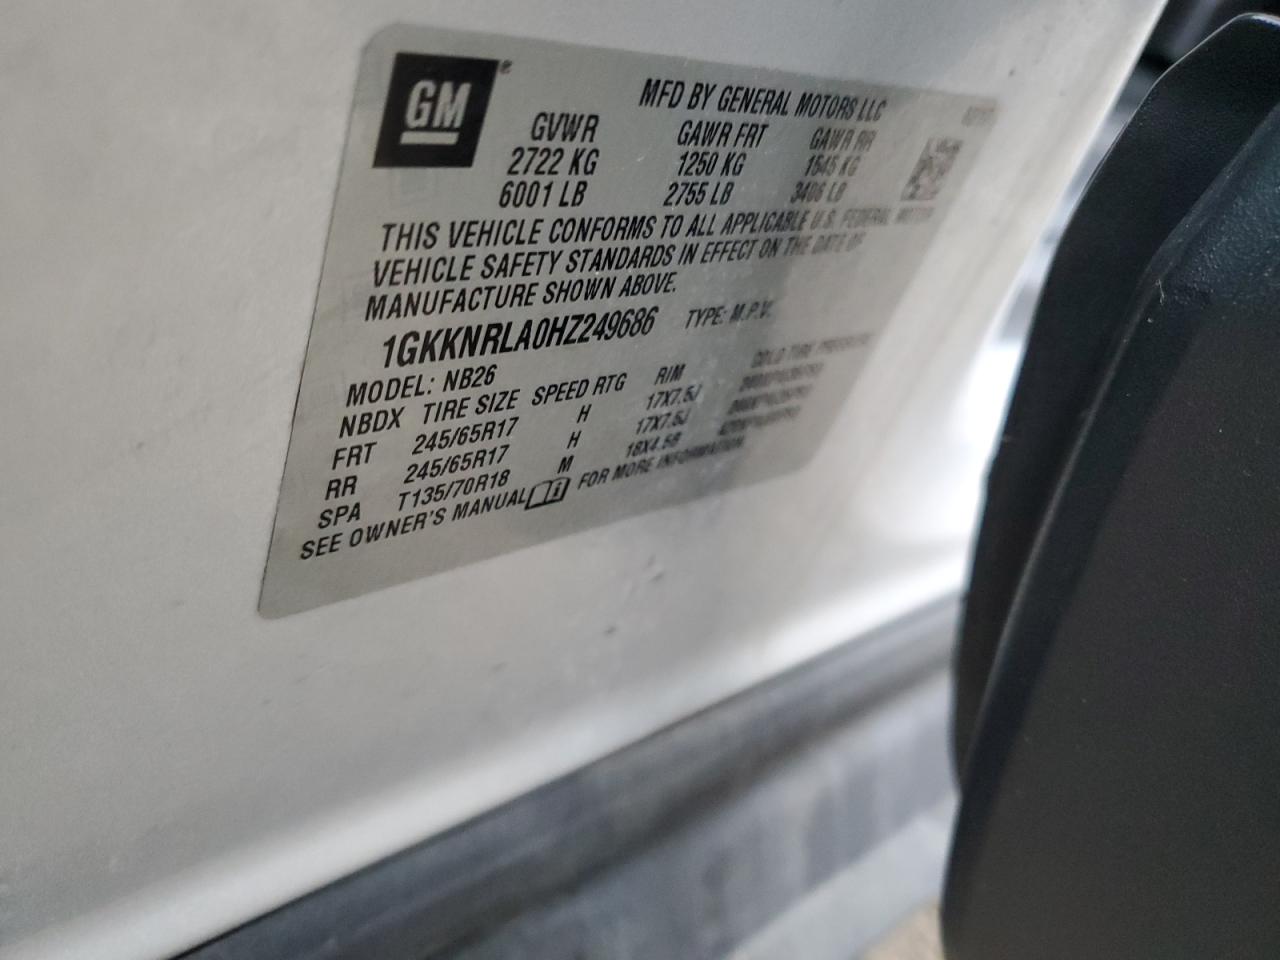 GM
MFD BY GENERAL MOTORS LLC
GVWR GAWR FRT GAWR RR
2722 KG 1250 KG 1545 KG
6001 LB 2755 LB 3406 LB
THIS VEHICLE CONFORMS TO ALL APPLICABLE U.S. FEDERAL MOTOR
VEHICLE SAFETY STANDARDS IN EFFECT ON THE DATE OF
MANUFACTURE SHOWN ABOVE.
1GKKNRLA0HZ249686 TYPE: M.P.V.
MODEL: NB26
NBDX TIRE SIZE SPEED RTG RIM COLD TIRE PRESSURE
FRT 245/65R17 H 17X7.5J
RR 245/65R17 H 17X7.5J
SPA T135/70R18 M 18X4.5B
SEE OWNER'S MANUAL FOR MORE INFORMATION